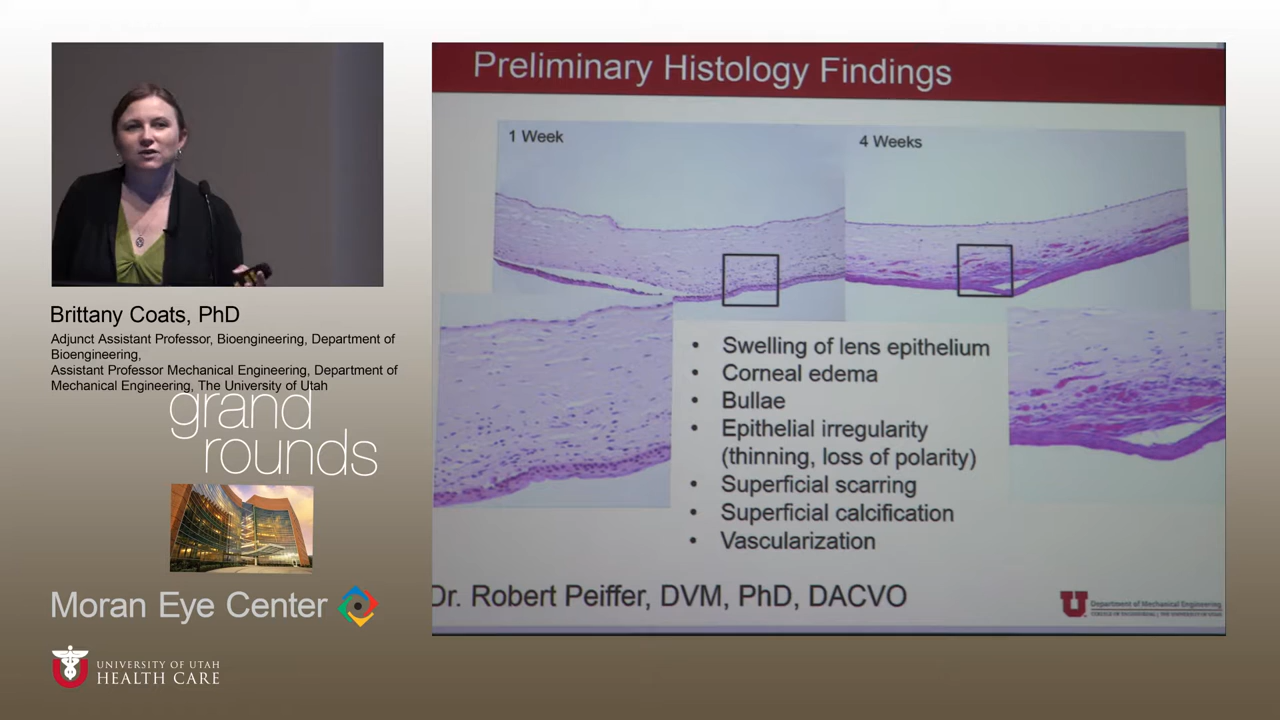 Preliminary Histology Findings
1 Week
4 Weeks
• Swelling of lens epithelium
• Corneal edema
• Bullae
• Epithelial irregularity
(thinning, loss of polarity)
• Superficial scarring
• Superficial calcification
• Vascularization
Dr. Robert Peiffer, DVM, PhD, DACVO
Department of Mechanical Engineering
Brittany Coats, PhD
Adjunct Assistant Professor, Bioengineering, Department of
Bioengineering,
Assistant Professor Mechanical Engineering, Department of
Mechanical Engineering, The University of Utah
grand
rounds
Moran Eye Center
UNIVERSITY OF UTAH
HEALTH CARE